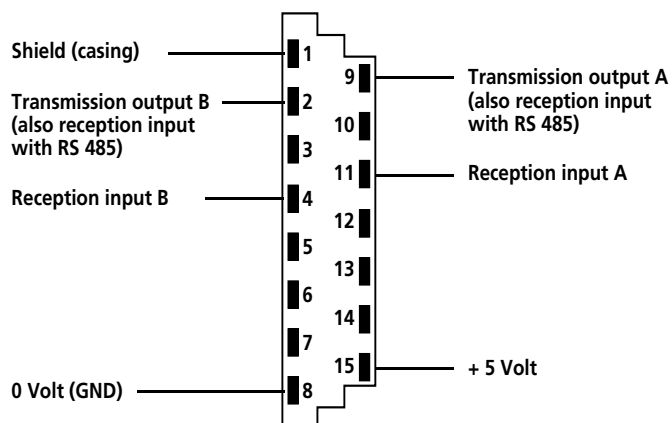 Shield (casing)
Transmission output B
(also reception input
with RS 485)
Reception input B
0 Volt (GND)
1
2
3
4
5
6
7
8
9
10
11
12
13
14
15
Transmission output A
(also reception input
with RS 485)
Reception input A
+ 5 Volt